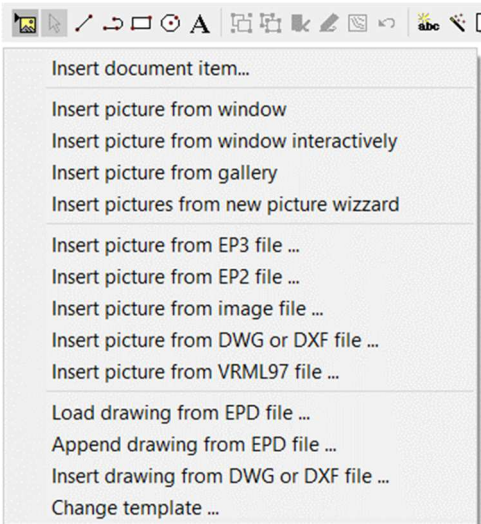 A
abc
Insert document item...
Insert picture from window
Insert picture from window interactively
Insert picture from gallery
Insert pictures from new picture wizzard
Insert picture from EP3 file ...
Insert picture from EP2 file ...
Insert picture from image file ...
Insert picture from DWG or DXF file ...
Insert picture from VRML97 file ...
Load drawing from EPD file ...
Append drawing from EPD file ...
Insert drawing from DWG or DXF file ...
Change template ...